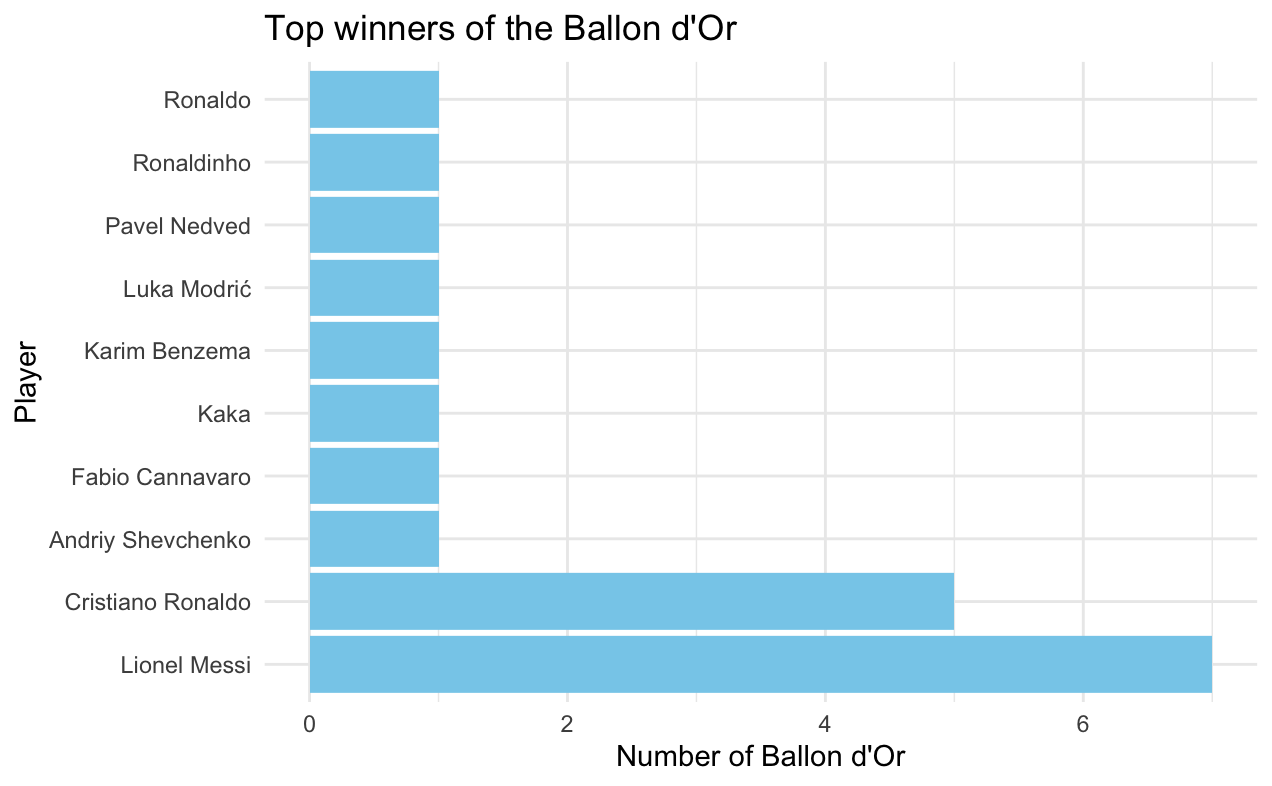 Top winners of the Ballon d'Or
Player
Ronaldo
Ronaldinho
Pavel Nedved
Luka Modrić
Karim Benzema
Kaka
Fabio Cannavaro
Andriy Shevchenko
Cristiano Ronaldo
Lionel Messi
0 2 4 6
Number of Ballon d'Or